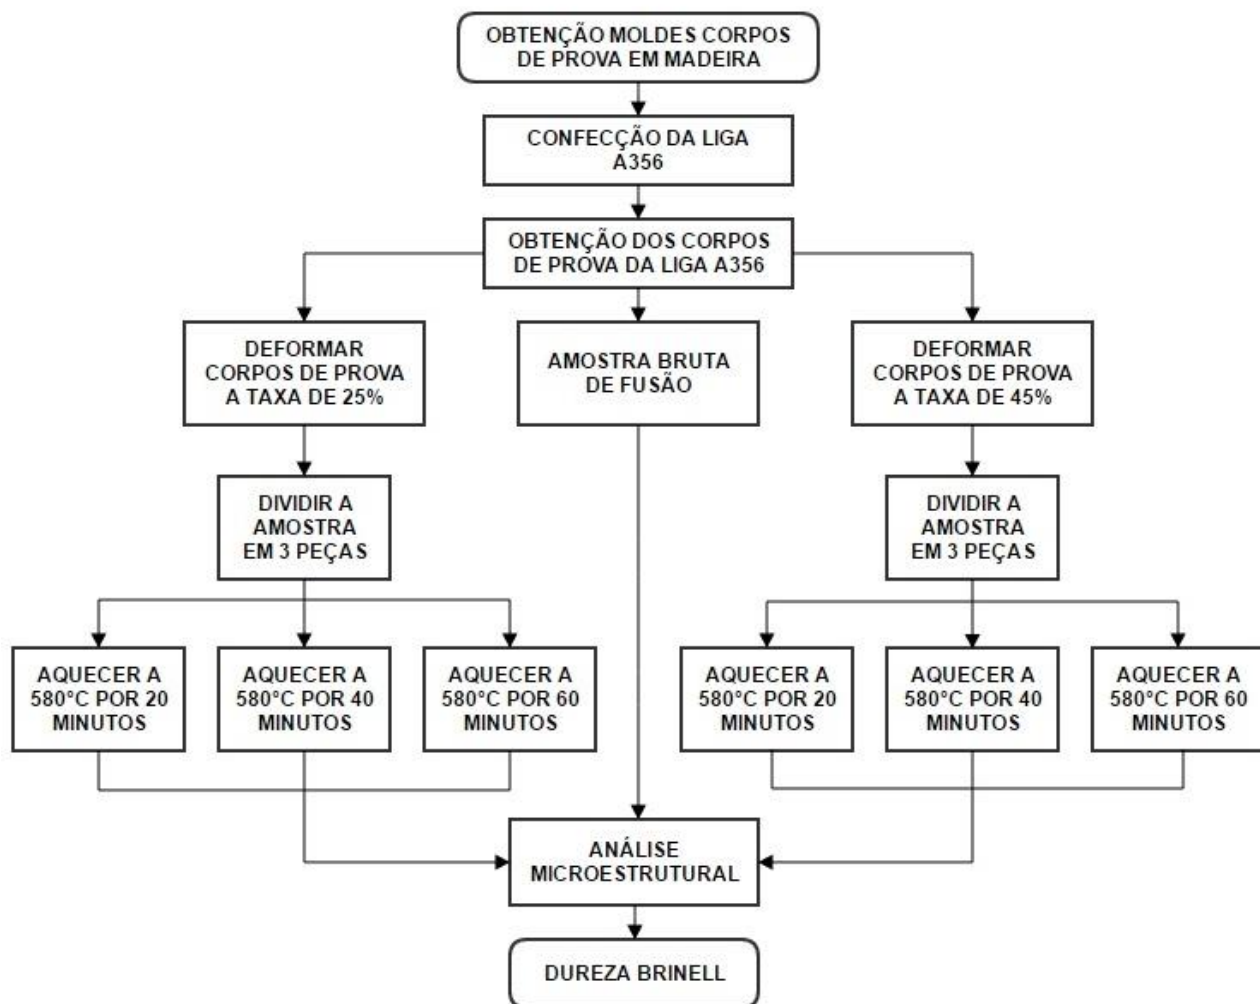 OBTENÇÃO MOLDES CORPOS
DE PROVA EM MADEIRA
CONFECÇÃO DA LIGA
A356
OBTENÇÃO DOS CORPOS
DE PROVA DA LIGA A356
DEFORMAR
CORPOS DE PROVA
A TAXA DE 25%
AMOSTRA BRUTA
DE FUSÃO
DEFORMAR
CORPOS DE PROVA
A TAXA DE 45%
DIVIDIR A
AMOSTRA
EM 3 PEÇAS
DIVIDIR A
AMOSTRA
EM 3 PEÇAS
AQUECER A
580°C POR 20
MINUTOS
AQUECER A
580°C POR 40
MINUTOS
AQUECER A
580°C POR 60
MINUTOS
AQUECER A
580°C POR 20
MINUTOS
AQUECER A
580°C POR 40
MINUTOS
AQUECER A
580°C POR 60
MINUTOS
ANÁLISE
MICROESTRUTURAL
DUREZA BRINELL